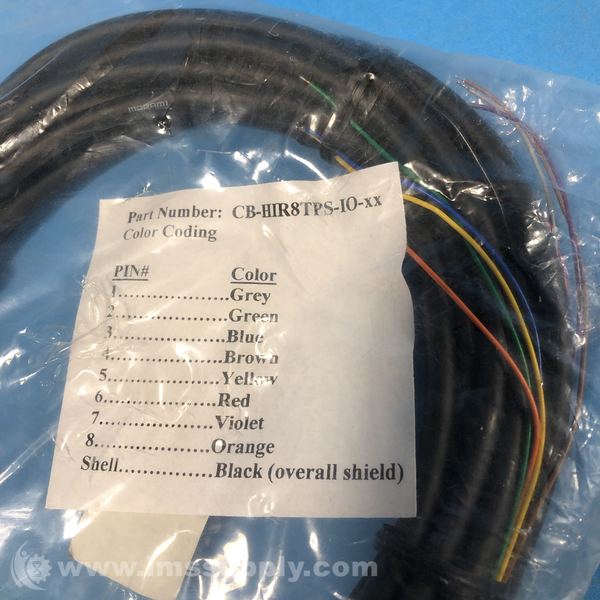 MOGAMI
Part Number: CB-HIR8TPS-IO-xx
Color Coding
PIN# Color
1....................Grey
2....................Green
3....................Blue
4....................Brown
5....................Yellow
6....................Red
7....................Violet
8....................Orange
Shell................Black (overall shield)
www.imssupply.com